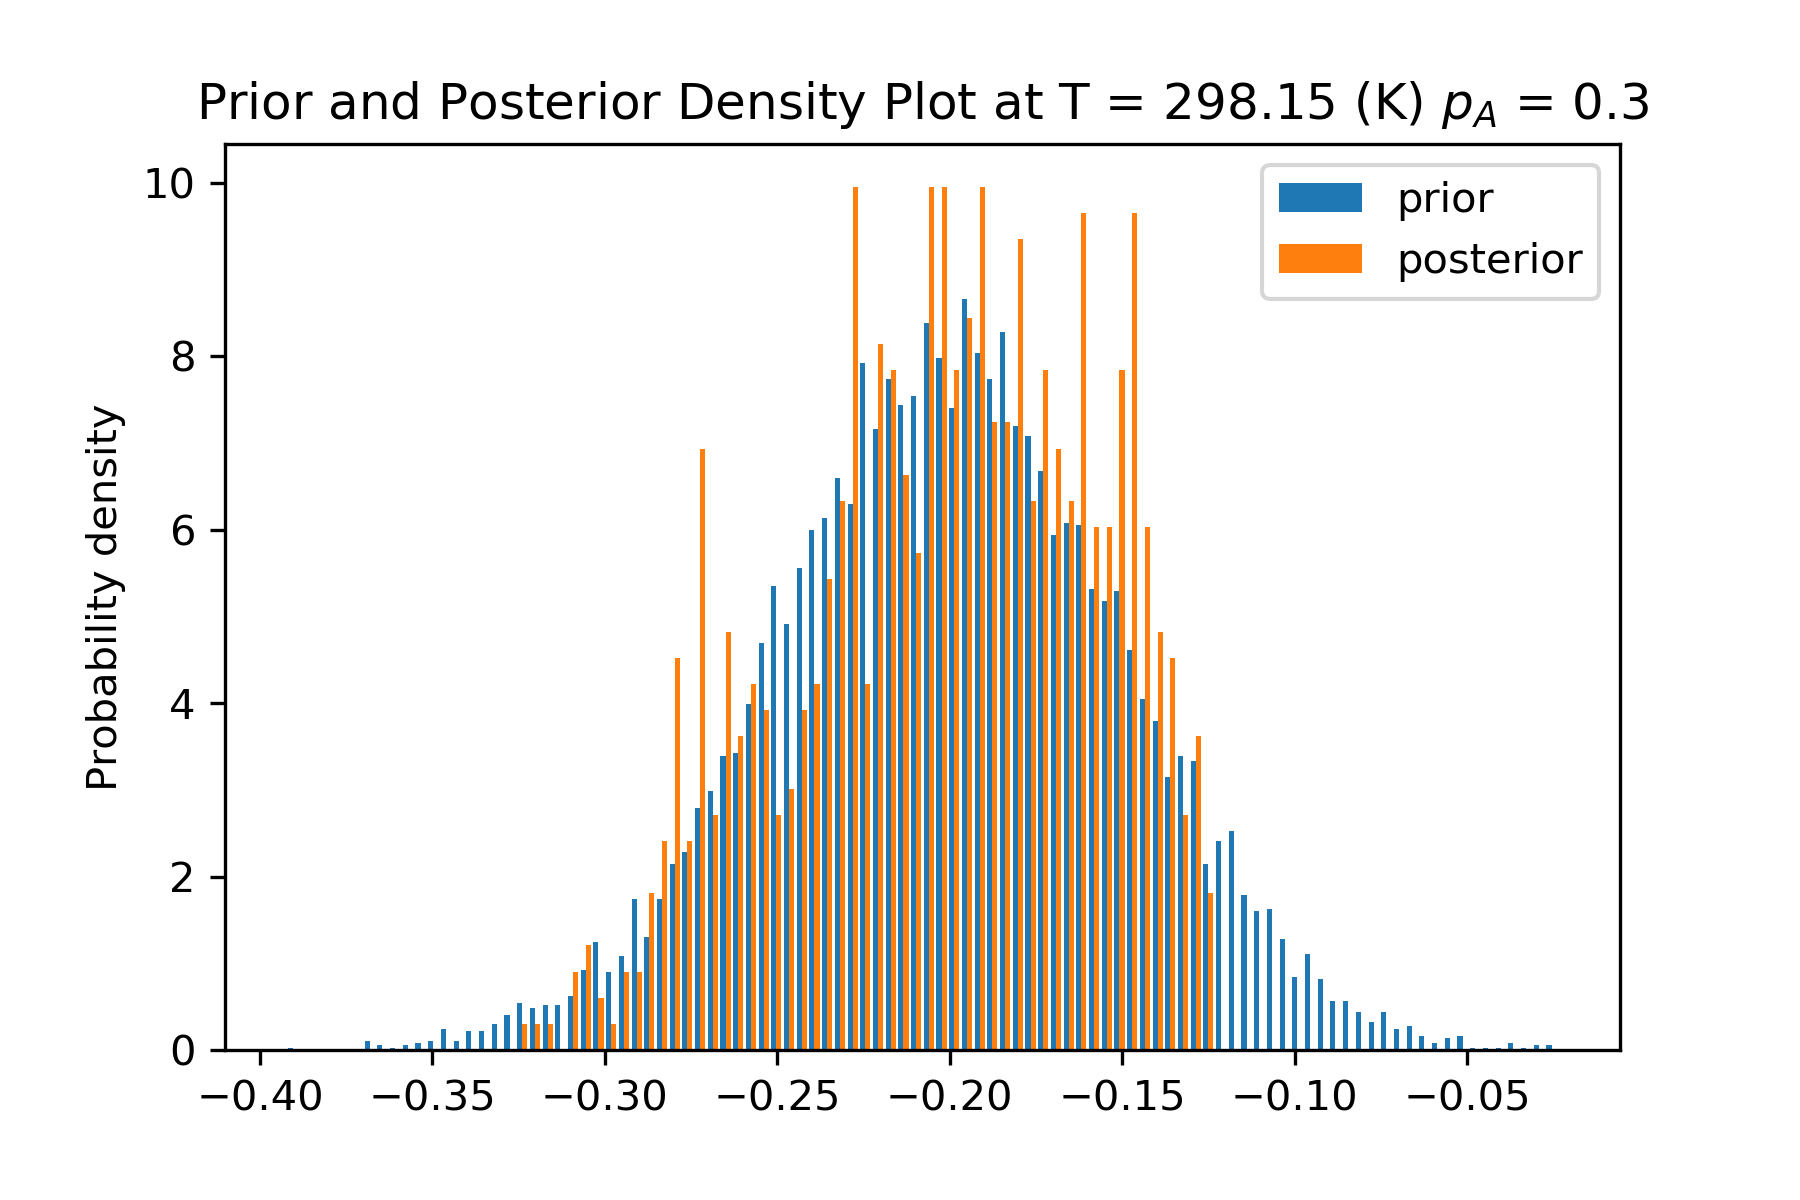 Prior and Posterior Density Plot at T = 298.15 (K) p_A = 0.3
prior
posterior
Probability density
10
8
6
4
2
0
−0.40 −0.35 −0.30 −0.25 −0.20 −0.15 −0.10 −0.05